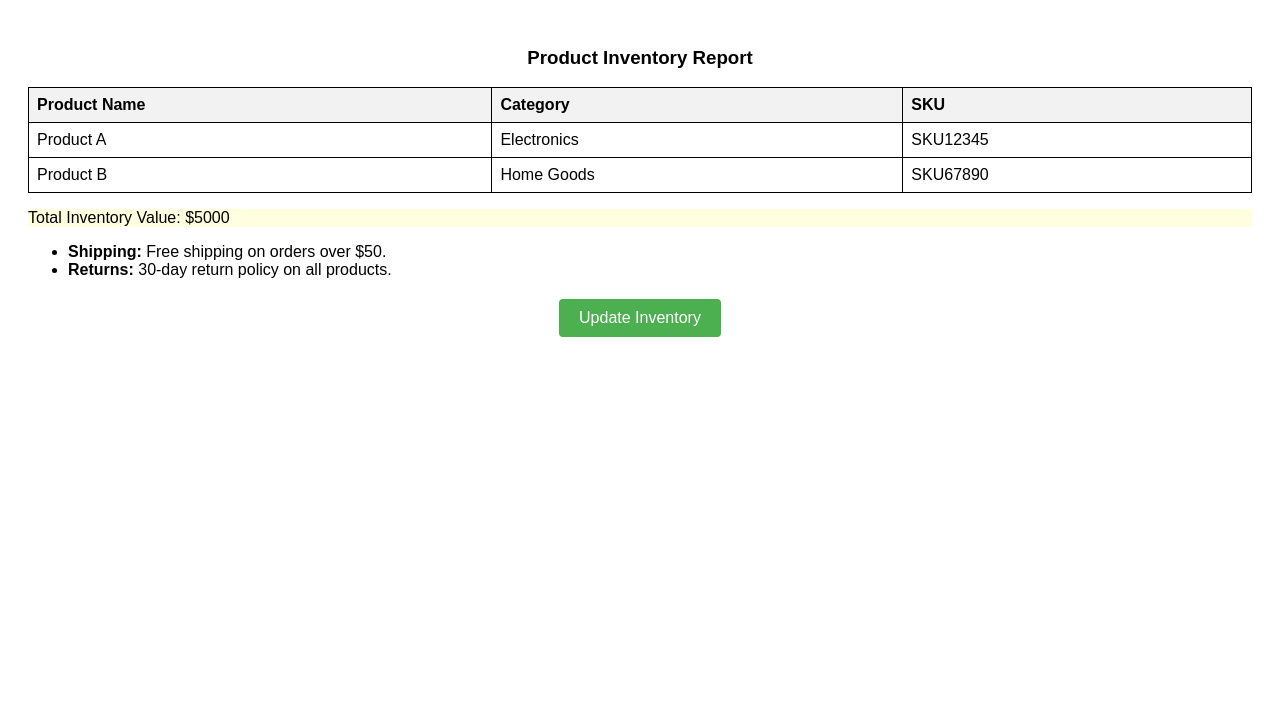 Product Inventory Report
Product Name Category SKU
Product A Electronics SKU12345
Product B Home Goods SKU67890
Total Inventory Value: $5000
Shipping: Free shipping on orders over $50.
Returns: 30-day return policy on all products.
Update Inventory